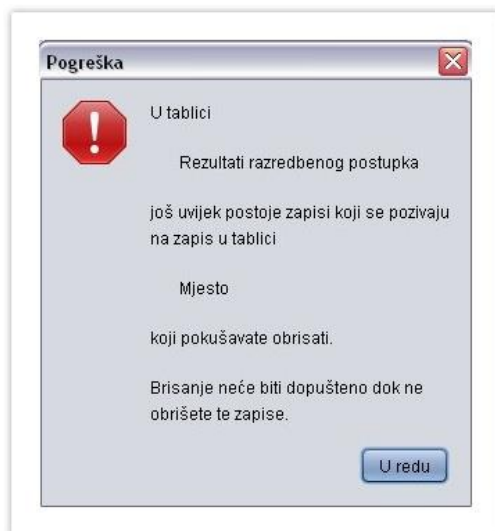 Pogreška
U tablici
Rezultati razredbenog postupka
još uvijek postoje zapisi koji se pozivaju
na zapis u tablici
Mjesto
koji pokušavate obrisati.
Brisanje neće biti dopušteno dok ne
obrišete te zapise.
U redu